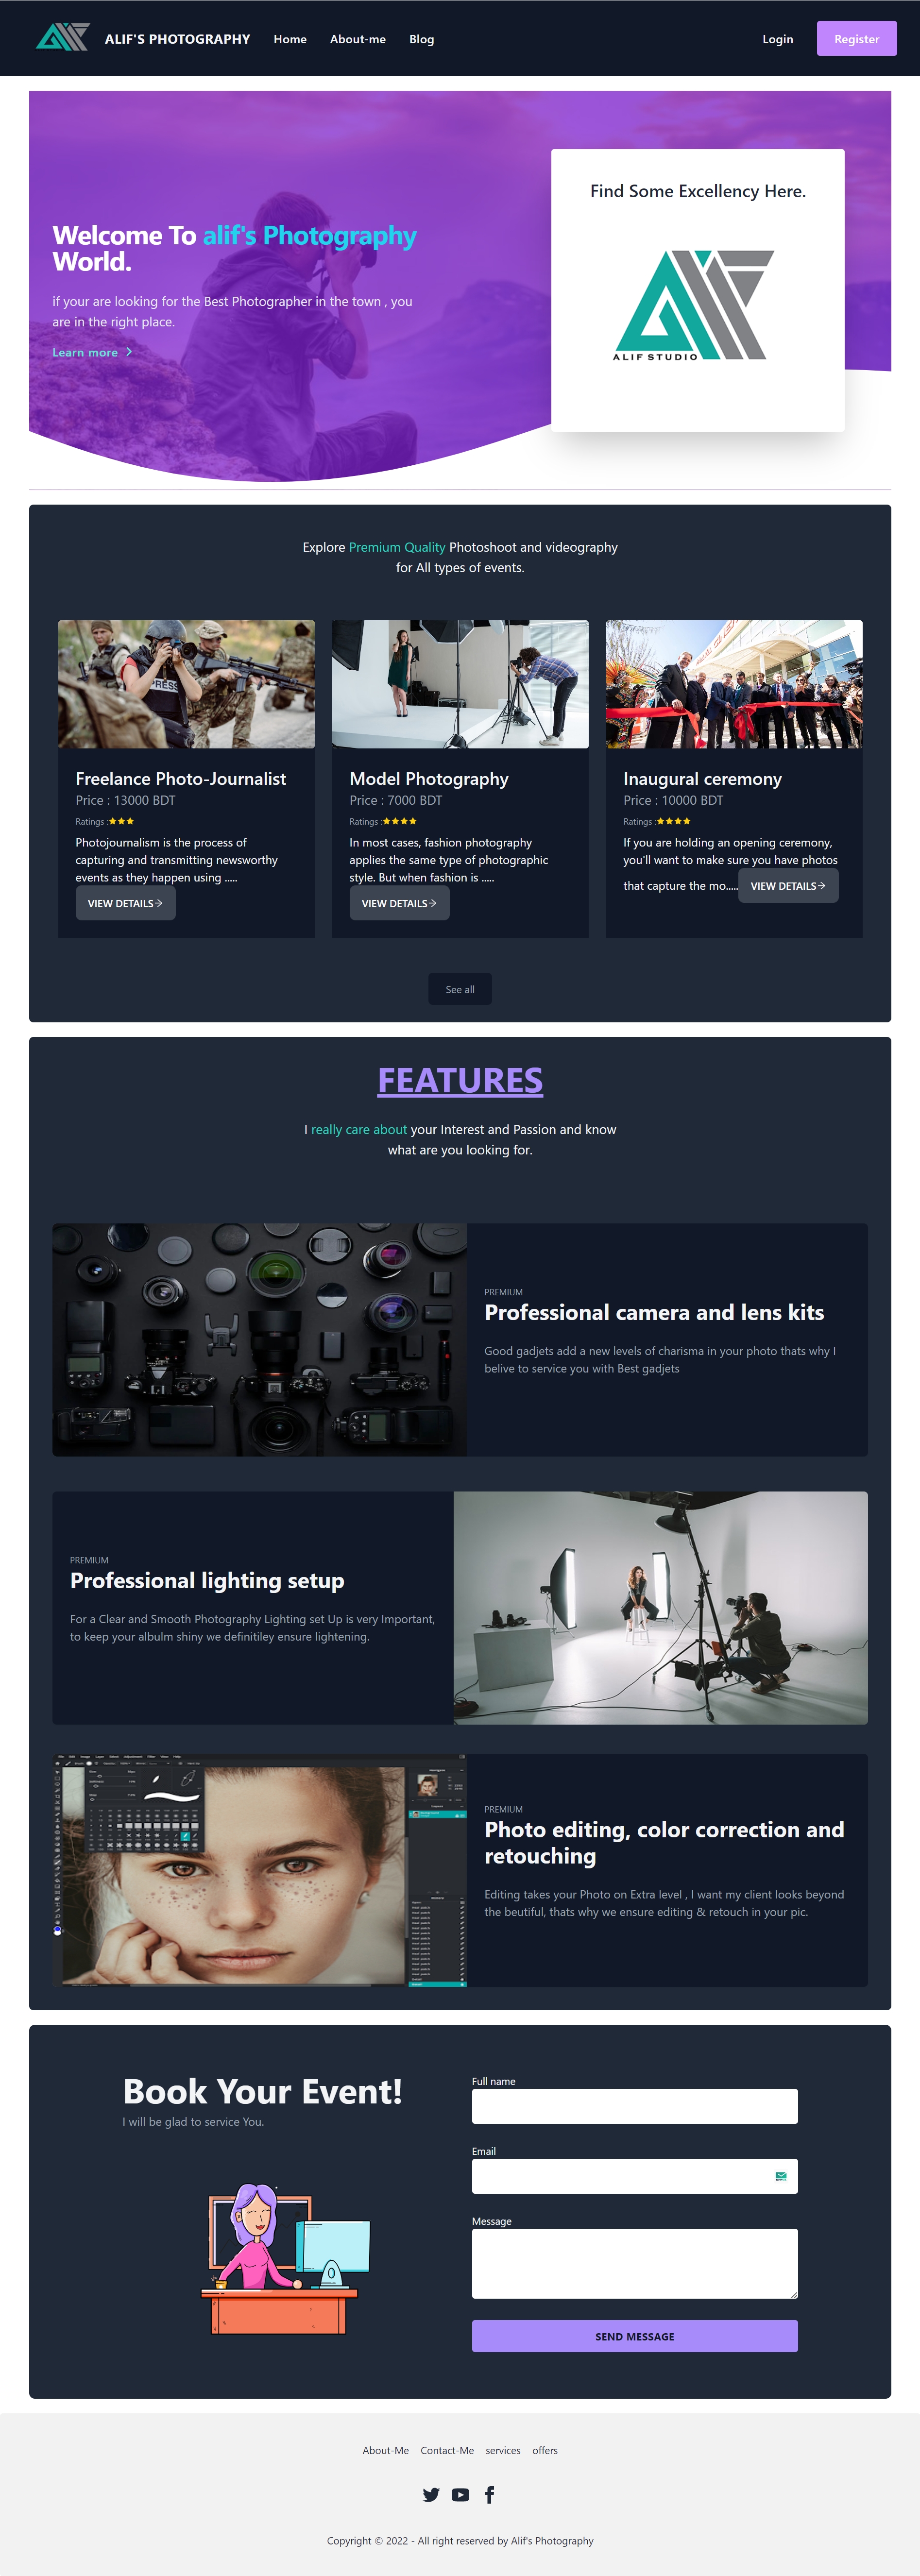 ALIF'S PHOTOGRAPHY
Home
About-me
Blog
Login
Register
Welcome To alif's Photography
World.
if your are looking for the Best Photographer in the town , you
are in the right place.
Learn more
Find Some Excellency Here.
ALIF STUDIO
Explore Premium Quality Photoshoot and videography
for All types of events.
PRESS
Freelance Photo-Journalist
Price : 13000 BDT
Ratings :
Photojournalism is the process of
capturing and transmitting newsworthy
events as they happen using .....
VIEW DETAILS
Model Photography
Price : 7000 BDT
Ratings :
In most cases, fashion photography
applies the same type of photographic
style. But when fashion is .....
VIEW DETAILS
Inaugural ceremony
Price : 10000 BDT
Ratings :
If you are holding an opening ceremony,
you'll want to make sure you have photos
that capture the mo..... VIEW DETAILS
See all
FEATURES
I really care about your Interest and Passion and know
what are you looking for.
PREMIUM
Professional camera and lens kits
Good gadjets add a new levels of charisma in your photo thats why I
belive to service you with Best gadjets
PREMIUM
Professional lighting setup
For a Clear and Smooth Photography Lighting set Up is very Important,
to keep your albulm shiny we definitiley ensure lightening.
PREMIUM
Photo editing, color correction and
retouching
Editing takes your Photo on Extra level , I want my client looks beyond
the beutiful, thats why we ensure editing & retouch in your pic.
Book Your Event!
I will be glad to service You.
Full name
Email
Message
SEND MESSAGE
About-Me
Contact-Me
services
offers
Copyright © 2022 - All right reserved by Alif's Photography